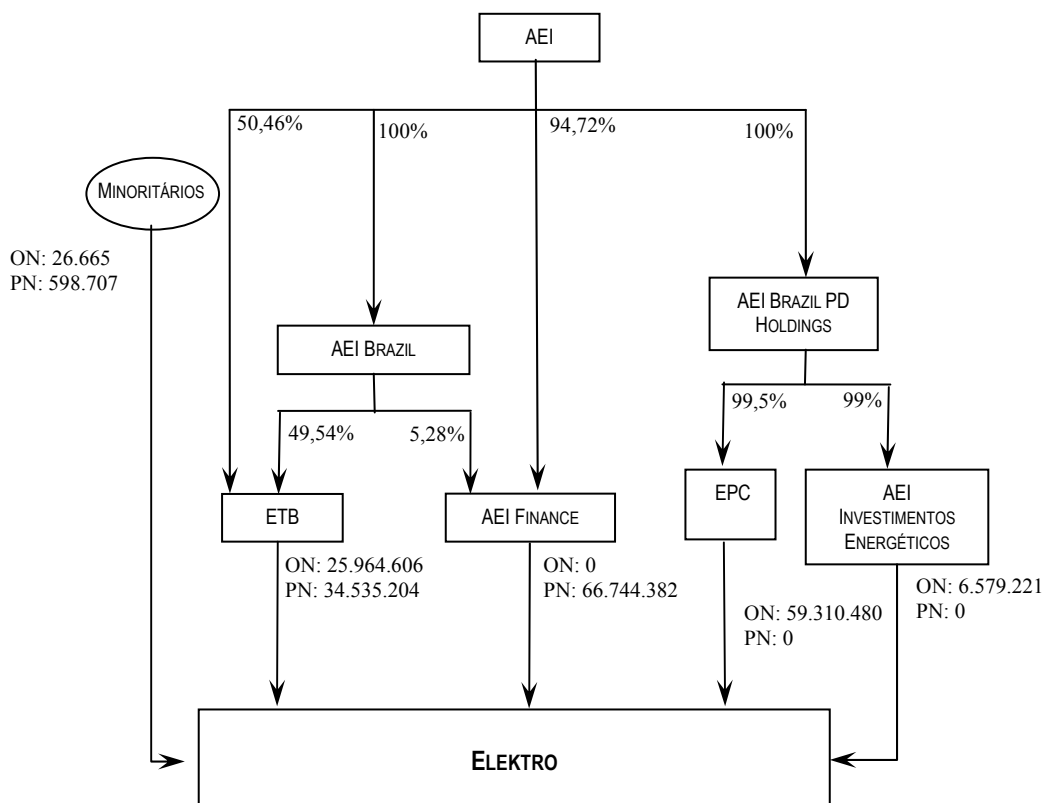 AEI
50,46%
100%
94,72%
100%
MINORITÁRIOS
ON: 26.665
PN: 598.707
AEI BRAZIL PD
HOLDINGS
AEI BRAZIL
99,5%
99%
49,54%
5,28%
ETB
AEI FINANCE
EPC
AEI
INVESTIMENTOS
ENERGÉTICOS
ON: 25.964.606
PN: 34.535.204
ON: 0
PN: 66.744.382
ON: 59.310.480
PN: 0
ON: 6.579.221
PN: 0
ELEKTRO